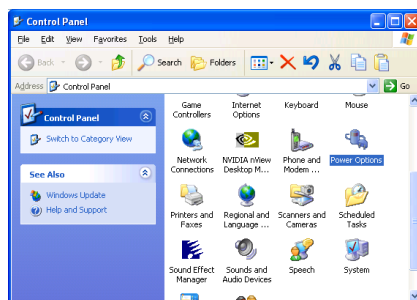 Control Panel
File Edit View Favorites Tools Help
Back Search Folders
Address Control Panel Go
Control Panel
Switch to Category View
See Also
Windows Update
Help and Support
Game Controllers
Internet Options
Keyboard
Mouse
Network Connections
NVIDIA nView Desktop M...
Phone and Modem ...
Power Options
Printers and Faxes
Regional and Language ...
Scanners and Cameras
Scheduled Tasks
Sound Effect Manager
Sounds and Audio Devices
Speech
System